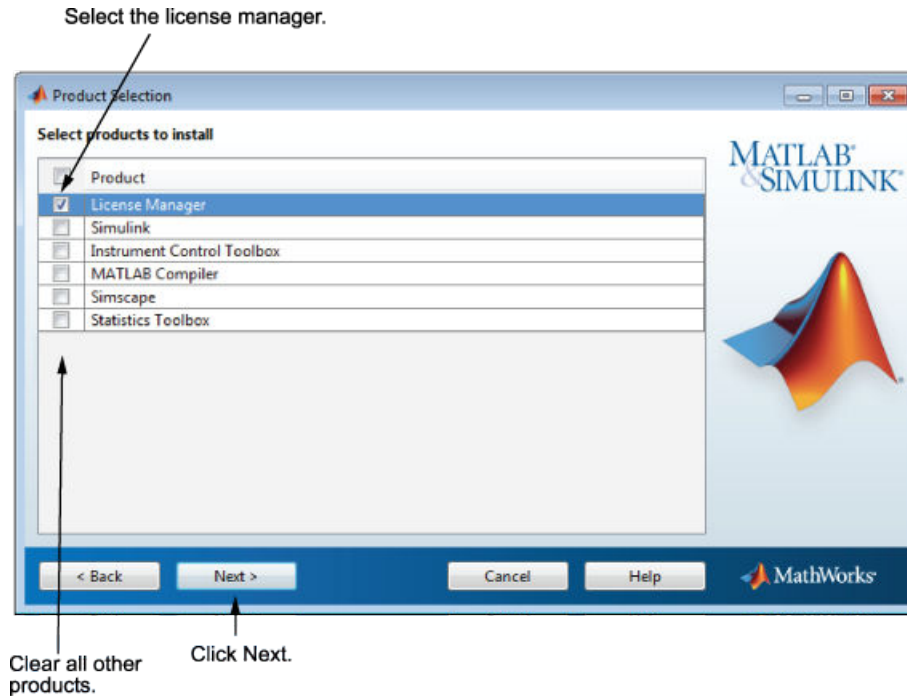 Select the license manager.
Product Selection
Select products to install
Product
License Manager
Simulink
Instrument Control Toolbox
MATLAB Compiler
Simscape
Statistics Toolbox
MATLAB®
&SIMULINK®
< Back
Next >
Cancel
Help
MathWorks®
Clear all other
products.
Click Next.